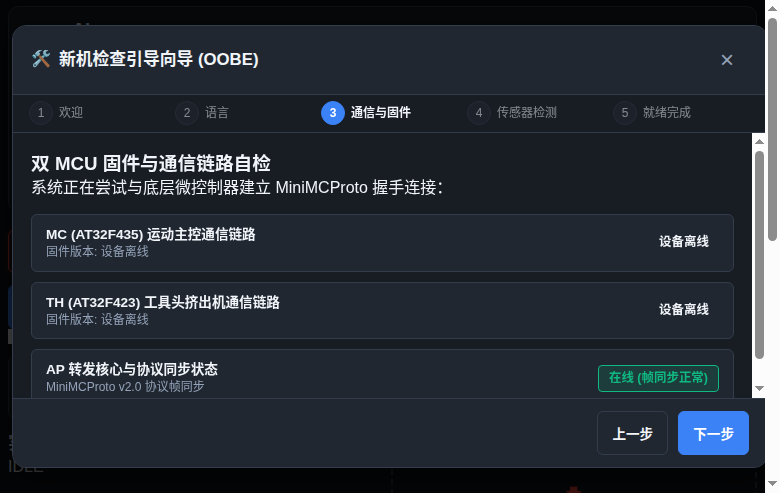 🛠️ 新机检查引导向导 (OOBE)
×
1 欢迎
2 语言
3 通信与固件
4 传感器检测
5 就绪完成
双 MCU 固件与通信链路自检
系统正在尝试与底层微控制器建立 MiniMCProto 握手连接：
MC (AT32F435) 运动主控通信链路
固件版本: 设备离线
设备离线
TH (AT32F423) 工具头挤出机通信链路
固件版本: 设备离线
设备离线
AP 转发核心与协议同步状态
MiniMCProto v2.0 协议帧同步
在线 (帧同步正常)
上一步
下一步
IDLE